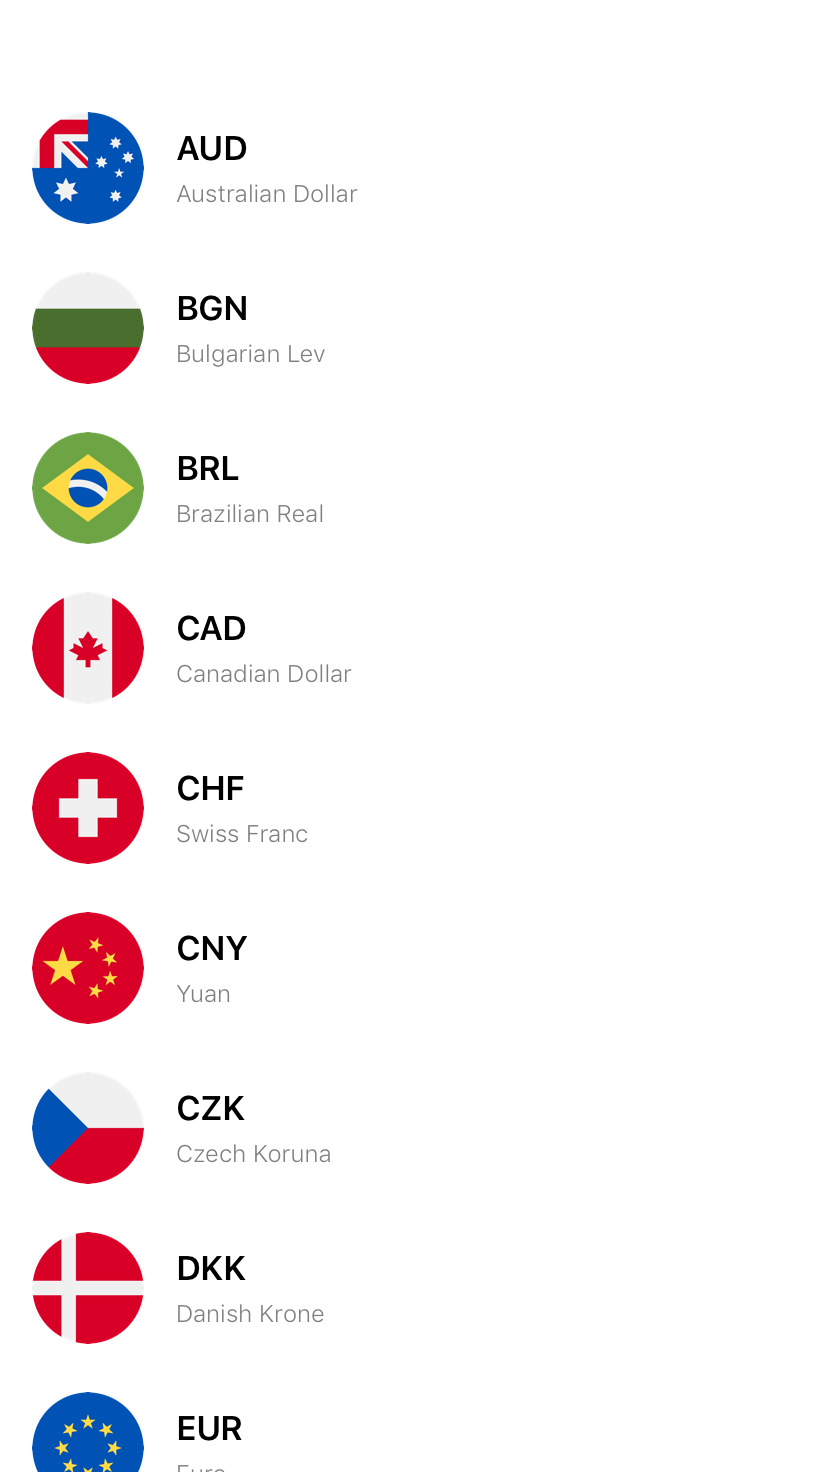 AUD
Australian Dollar
BGN
Bulgarian Lev
BRL
Brazilian Real
CAD
Canadian Dollar
CHF
Swiss Franc
CNY
Yuan
CZK
Czech Koruna
DKK
Danish Krone
EUR
Euro